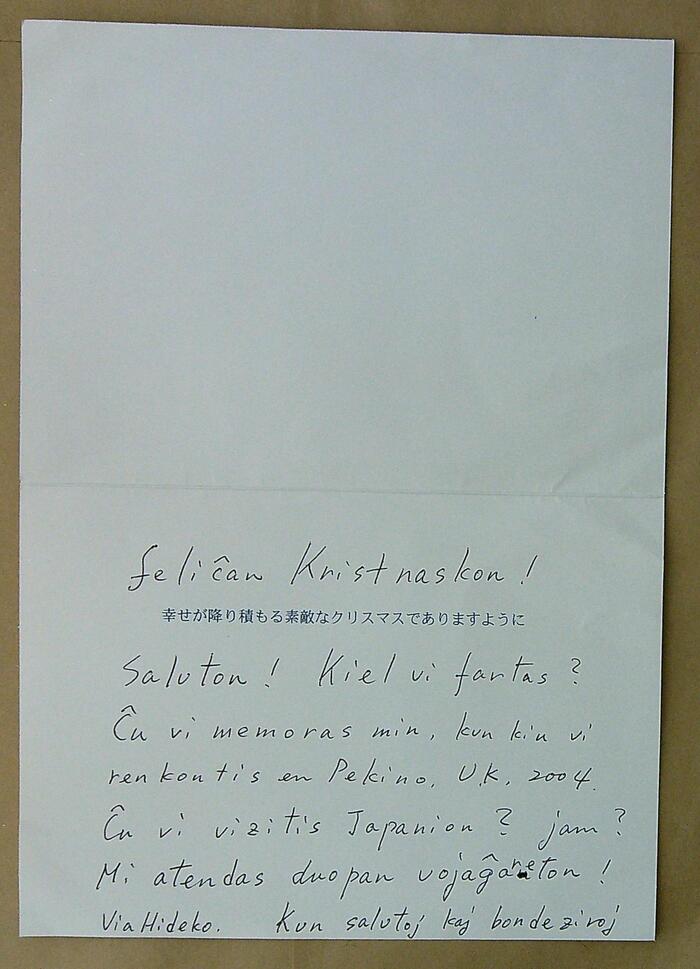 feliĉan Kristnaskon !
幸せが降り積もる素敵なクリスマスでありますように
Saluton ! Kiel vi fartas ?
Ĉu vi memoras min, kun kiu vi
renkontis en Pekino, U.K, 2004.
Ĉu vi vizitis Japanion ? jam ?
Mi atendas duopan vojaĝoneton !
Via Hideko. Kun salutoj kaj bondeziroj